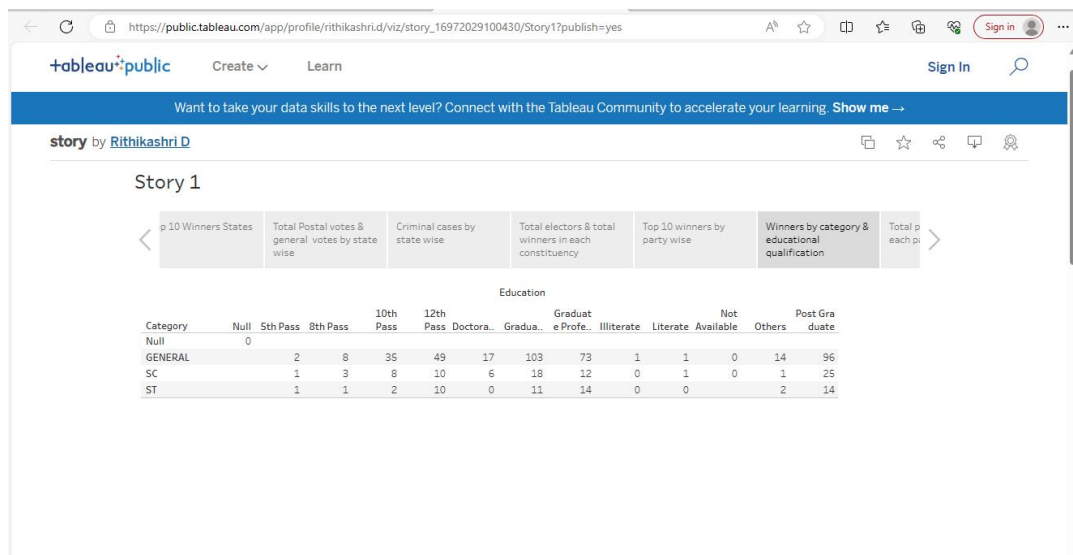 https://public.tableau.com/app/profile/rithikashri.d/viz/story_16972029100430/Story1?publish=yes
Sign in
+ableau public
Create
Learn
Sign In
Want to take your data skills to the next level? Connect with the Tableau Community to accelerate your learning. Show me →
story by Rithikashri D
Story 1
p 10 Winners States
Total Postal votes &
general votes by state
wise
Criminal cases by
state wise
Total electors & total
winners in each
constituency
Top 10 winners by
party wise
Winners by category &
educational
qualification
Total p
each pa
Education
Category Null 5th Pass 8th Pass 10th Pass 12th Pass Doctora.. Gradua.. Graduat e Profe.. Illiterate Literate Not Available Others Post Gra duate
Null 0
GENERAL 2 8 35 49 17 103 73 1 1 0 14 96
SC 1 3 8 10 6 18 12 0 1 0 1 25
ST 1 1 2 10 0 11 14 0 0 2 14